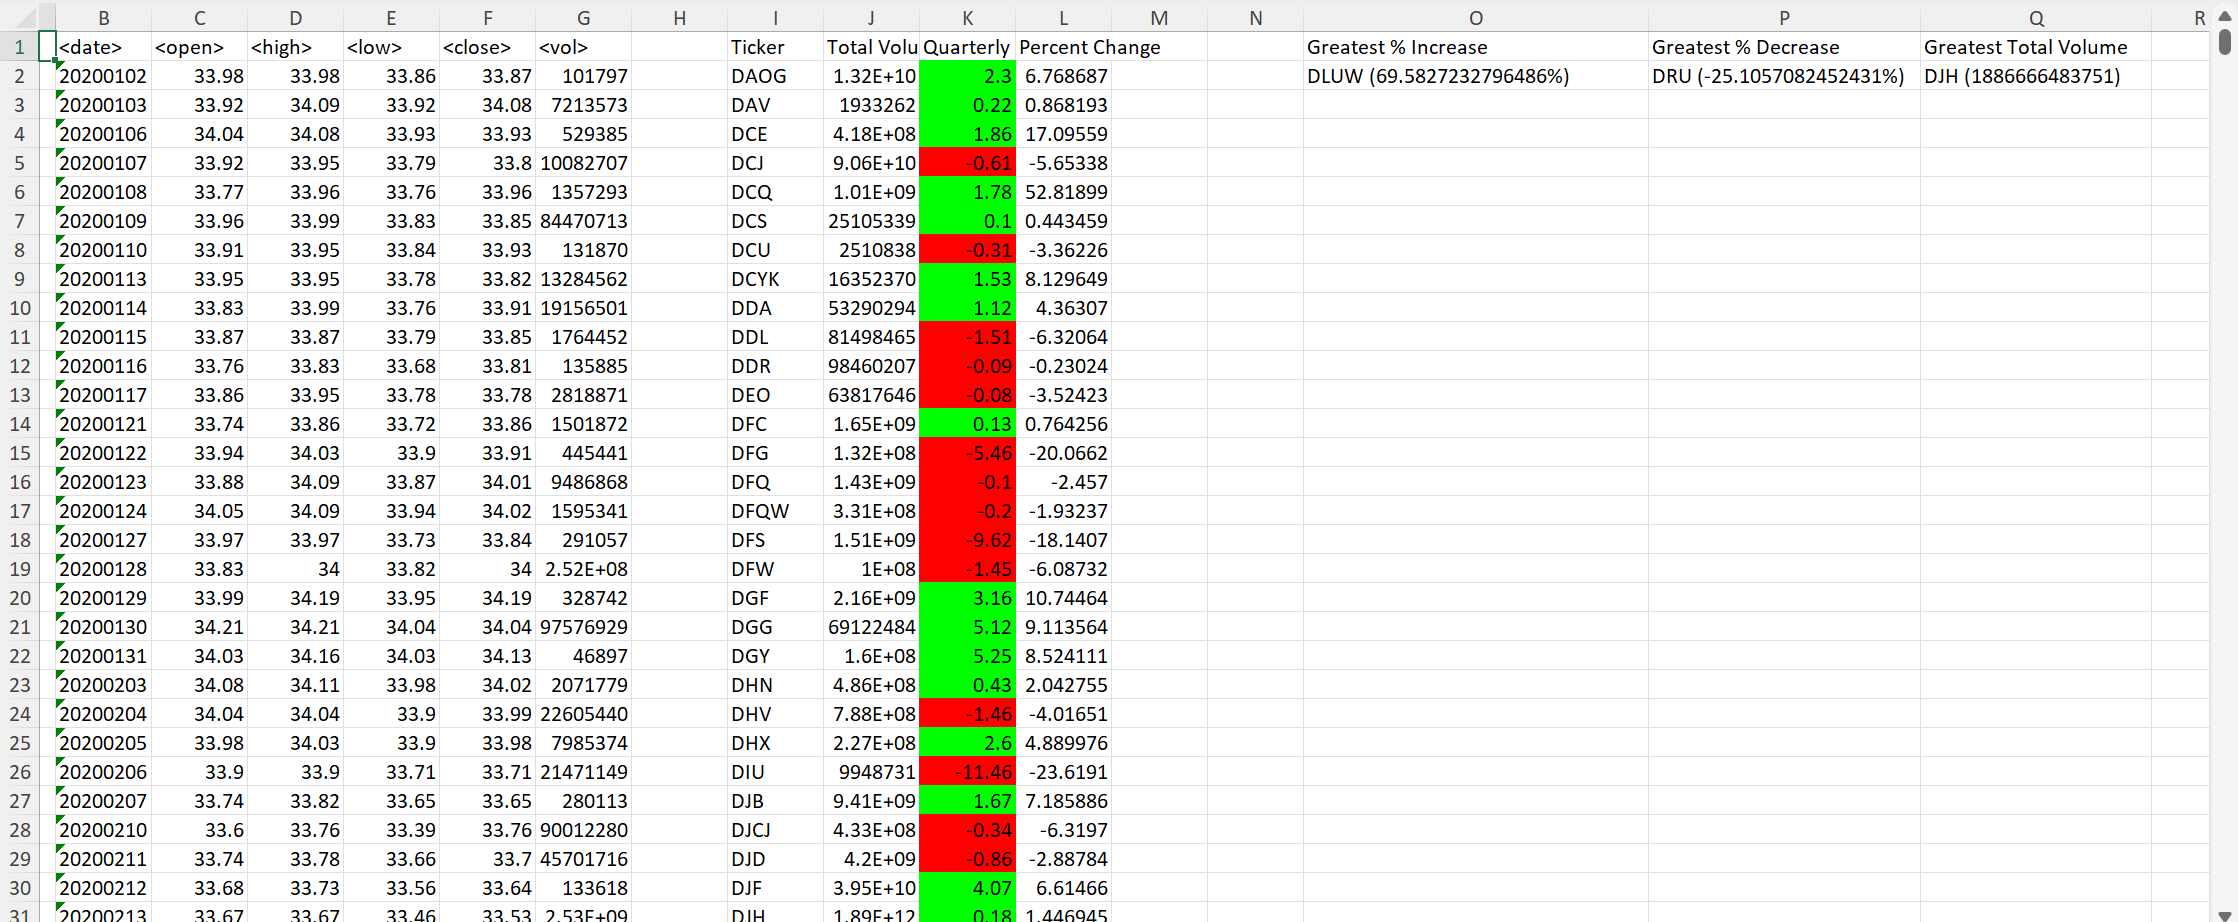 B C D E F G H I J K L M N O P Q R
1 <date> <open> <high> <low> <close> <vol> Ticker Total Volu Quarterly Percent Change Greatest % Increase Greatest % Decrease Greatest Total Volume
2 20200102 33.98 33.98 33.86 33.87 101797 DAOG 1.32E+10 2.3 6.768687 DLUW (69.5827232796486%) DRU (-25.1057082452431%) DJH (1886666483751)
3 20200103 33.92 34.09 33.92 34.08 7213573 DAV 1933262 0.22 0.868193
4 20200106 34.04 34.08 33.93 33.93 529385 DCE 4.18E+08 1.86 17.09559
5 20200107 33.92 33.95 33.79 33.8 10082707 DCJ 9.06E+10 -0.61 -5.65338
6 20200108 33.77 33.96 33.76 33.96 1357293 DCQ 1.01E+09 1.78 52.81899
7 20200109 33.96 33.99 33.83 33.85 84470713 DCS 25105339 0.1 0.443459
8 20200110 33.91 33.95 33.84 33.93 131870 DCU 2510838 -0.31 -3.36226
9 20200113 33.95 33.95 33.78 33.82 13284562 DCYK 16352370 1.53 8.129649
10 20200114 33.83 33.99 33.76 33.91 19156501 DDA 53290294 1.12 4.36307
11 20200115 33.87 33.87 33.79 33.85 1764452 DDL 81498465 -1.51 -6.32064
12 20200116 33.76 33.83 33.68 33.81 135885 DDR 98460207 -0.09 -0.23024
13 20200117 33.86 33.95 33.78 33.78 2818871 DEO 63817646 -0.08 -3.52423
14 20200121 33.74 33.86 33.72 33.86 1501872 DFC 1.65E+09 0.13 0.764256
15 20200122 33.94 34.03 33.9 33.91 445441 DFG 1.32E+08 -5.46 -20.0662
16 20200123 33.88 34.09 33.87 34.01 9486868 DFQ 1.43E+09 -0.1 -2.457
17 20200124 34.05 34.09 33.94 34.02 1595341 DFQW 3.31E+08 -0.2 -1.93237
18 20200127 33.97 33.97 33.73 33.84 291057 DFS 1.51E+09 -9.62 -18.1407
19 20200128 33.83 34 33.82 34 2.52E+08 DFW 1E+08 -1.45 -6.08732
20 20200129 33.99 34.19 33.95 34.19 328742 DGF 2.16E+09 3.16 10.74464
21 20200130 34.21 34.21 34.04 34.04 97576929 DGG 69122484 5.12 9.113564
22 20200131 34.03 34.16 34.03 34.13 46897 DGY 1.6E+08 5.25 8.524111
23 20200203 34.08 34.11 33.98 34.02 2071779 DHN 4.86E+08 0.43 2.042755
24 20200204 34.04 34.04 33.9 33.99 22605440 DHV 7.88E+08 -1.46 -4.01651
25 20200205 33.98 34.03 33.9 33.98 7985374 DHX 2.27E+08 2.6 4.889976
26 20200206 33.9 33.9 33.71 33.71 21471149 DIU 9948731 -11.46 -23.6191
27 20200207 33.74 33.82 33.65 33.65 280113 DJB 9.41E+09 1.67 7.185886
28 20200210 33.6 33.76 33.39 33.76 90012280 DJCJ 4.33E+08 -0.34 -6.3197
29 20200211 33.74 33.78 33.66 33.7 45701716 DJD 4.2E+09 -0.86 -2.88784
30 20200212 33.68 33.73 33.56 33.64 133618 DJF 3.95E+10 4.07 6.61466
31 20200213 33.67 33.67 33.46 33.53 2.53E+09 DJH 1.89E+12 0.18 1.446945